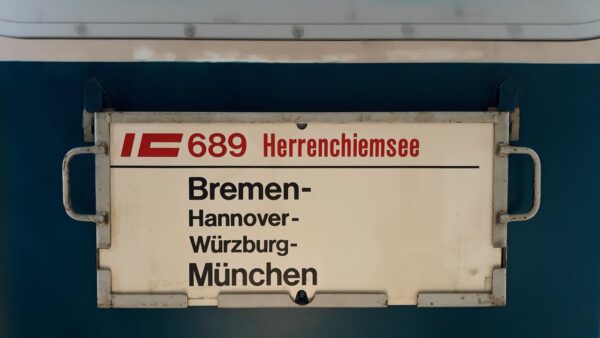 IC 689 Herrenchiemsee
Bremen-
Hannover-
Würzburg-
München